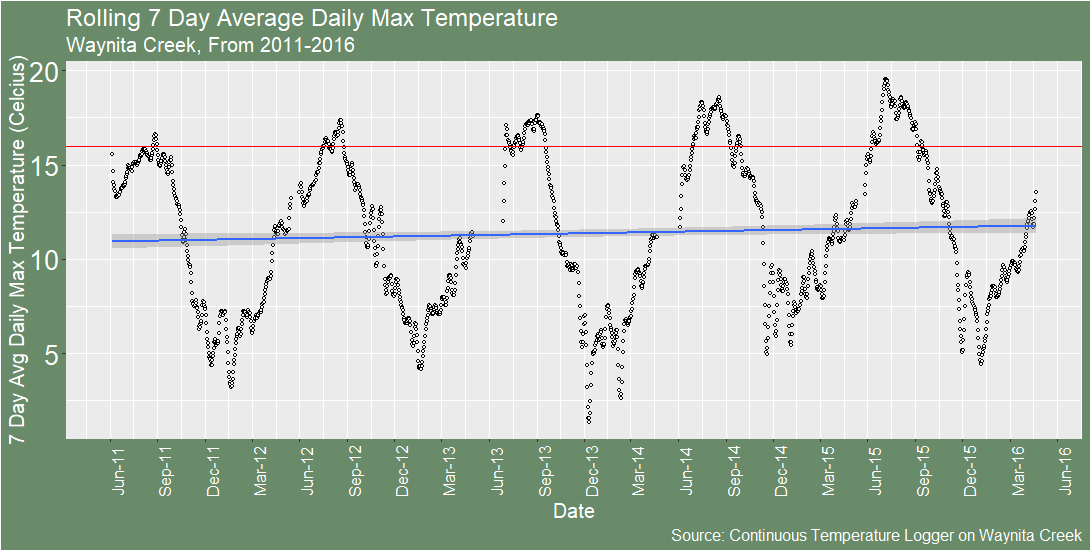 Rolling 7 Day Average Daily Max Temperature
Waynita Creek, From 2011-2016
7 Day Avg Daily Max Temperature (Celcius)
20
15
10
5
Jun-11
Sep-11
Dec-11
Mar-12
Jun-12
Sep-12
Dec-12
Mar-13
Jun-13
Sep-13
Dec-13
Mar-14
Jun-14
Sep-14
Dec-14
Mar-15
Jun-15
Sep-15
Dec-15
Mar-16
Jun-16
Date
Source: Continuous Temperature Logger on Waynita Creek